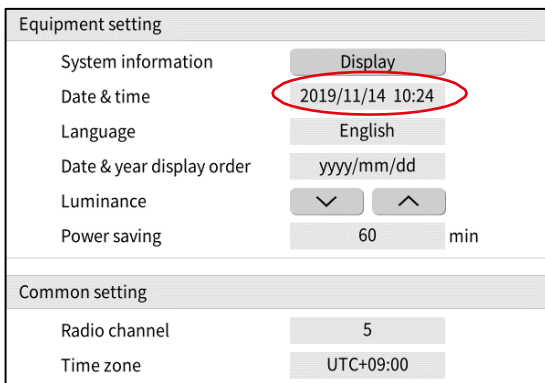 Equipment setting
System information Display
Date & time 2019/11/14 10:24
Language English
Date & year display order yyyy/mm/dd
Luminance
Power saving 60 min
Common setting
Radio channel 5
Time zone UTC+09:00